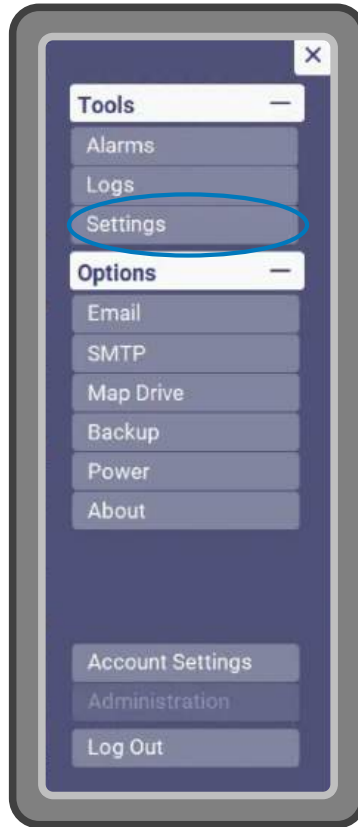 Tools
Alarms
Logs
Settings
Options
Email
SMTP
Map Drive
Backup
Power
About
Account Settings
Administration
Log Out